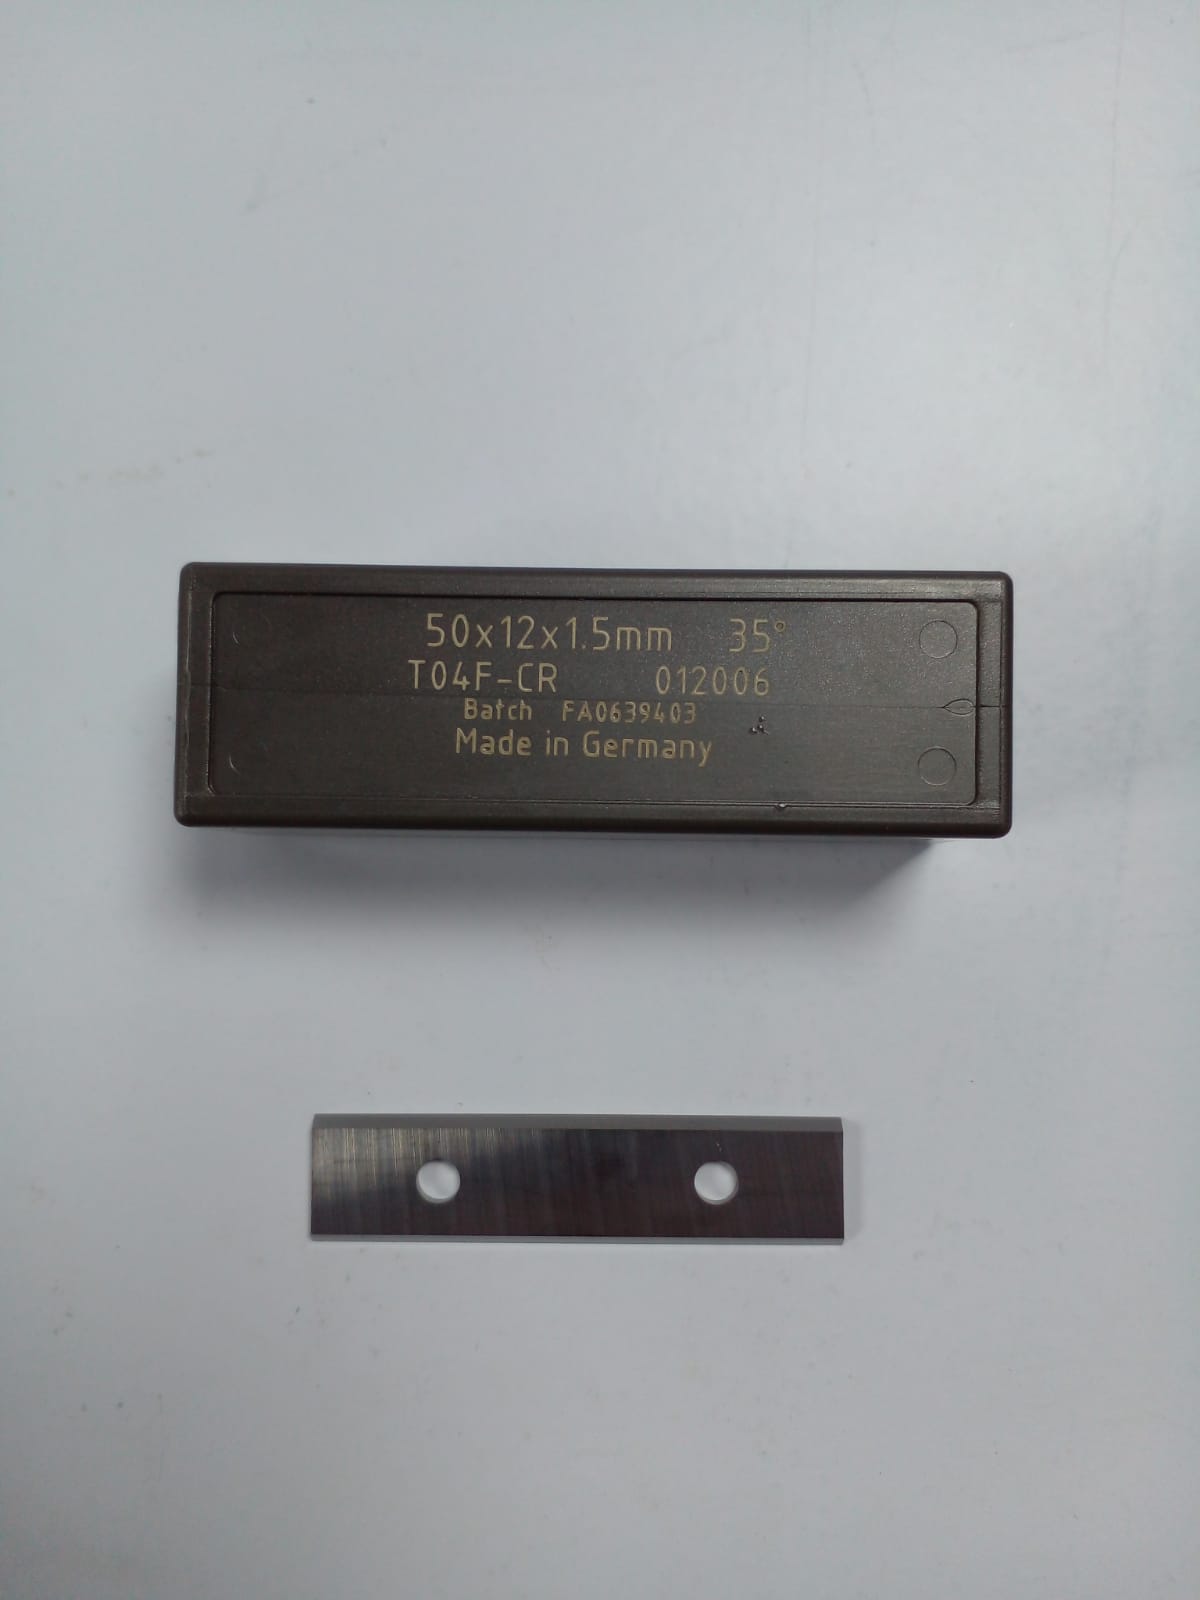 50x12x1.5mm 35°
T04F-CR 012006
Batch FA0639403
Made in Germany